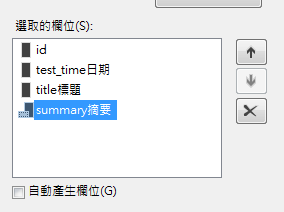 選取的欄位(S):
id
test_time日期
title標題
summary摘要
自動產生欄位(G)